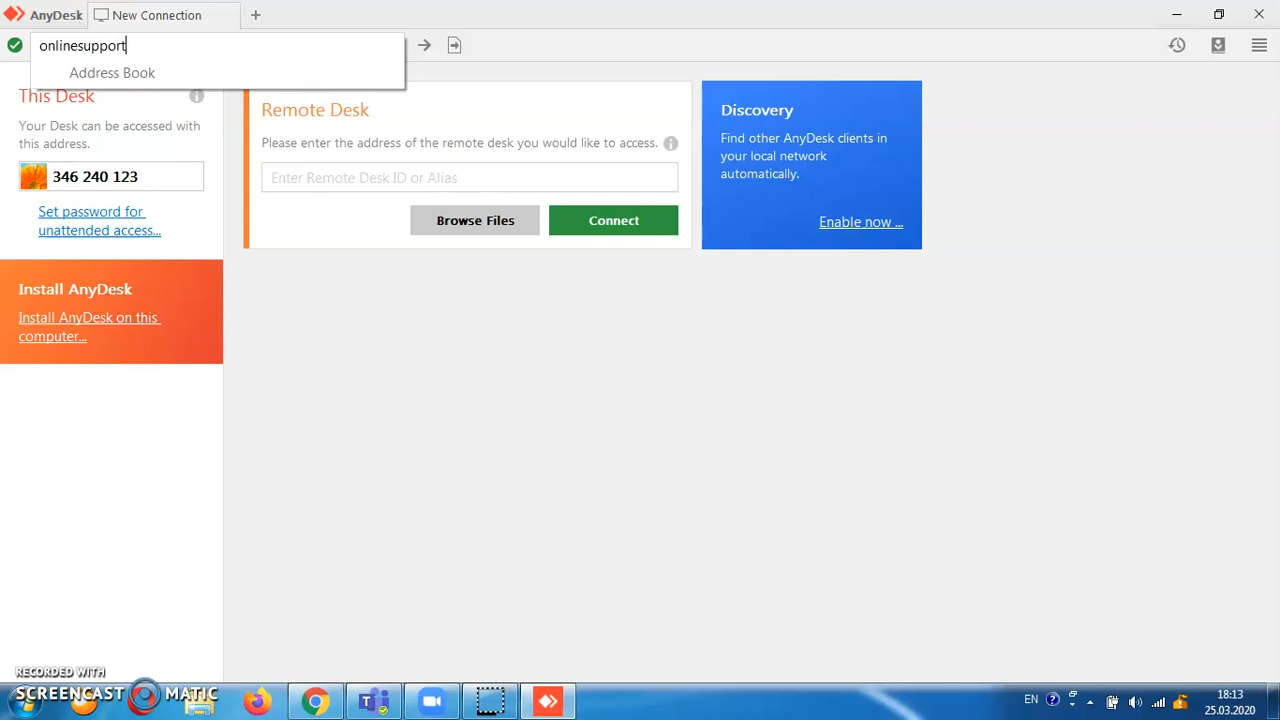 AnyDesk
New Connection
onlinesupport
Address Book
This Desk
Your Desk can be accessed with
this address.
346 240 123
Set password for
unattended access...
Install AnyDesk
Install AnyDesk on this
computer...
Remote Desk
Please enter the address of the remote desk you would like to access.
Enter Remote Desk ID or Alias
Browse Files
Connect
Discovery
Find other AnyDesk clients in
your local network
automatically.
Enable now ...
RECORDED WITH
SCREENCAST MATIC
EN
18:13
25.03.2020